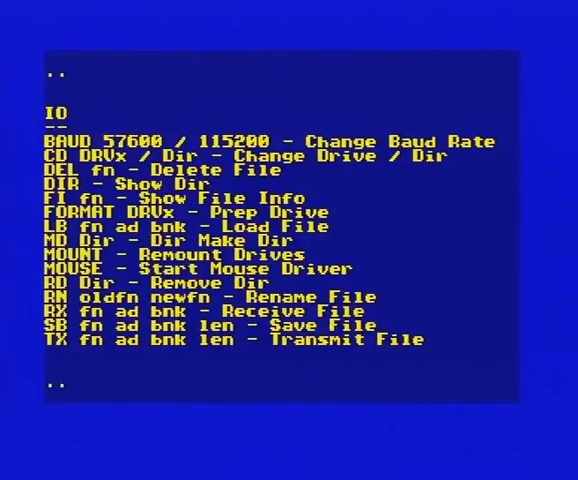 ..
IO
--
BAUD 57600 / 115200 - Change Baud Rate
CD DRVx / Dir - Change Drive / Dir
DEL fn - Delete File
DIR - Show Dir
FI fn - Show File Info
FORMAT DRVx - Prep Drive
LB fn ad bnk - Load File
MD Dir - Dir Make Dir
MOUNT - Remount Drives
MOUSE - Start Mouse Driver
RD Dir - Remove Dir
RN oldfn newfn - Rename File
RX fn ad bnk - Receive File
SB fn ad bnk len - Save File
TX fn ad bnk len - Transmit File
..